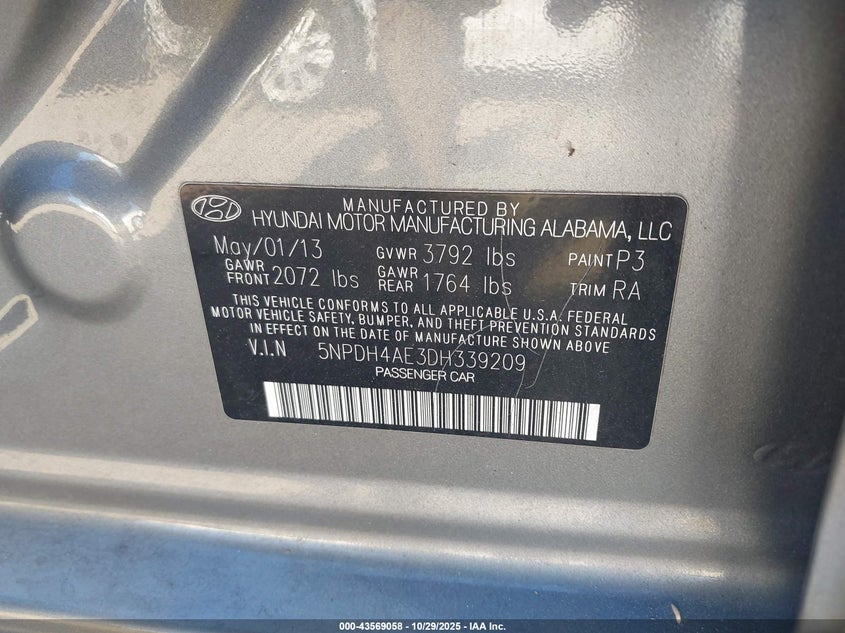 MANUFACTURED BY
HYUNDAI MOTOR MANUFACTURING ALABAMA, LLC
May/01/13 GVWR 3792 lbs PAINT P3
GAWR FRONT 2072 lbs GAWR REAR 1764 lbs TRIM RA
THIS VEHICLE CONFORMS TO ALL APPLICABLE U.S.A. FEDERAL
MOTOR VEHICLE SAFETY, BUMPER, AND THEFT PREVENTION STANDARDS
IN EFFECT ON THE DATE OF MANUFACTURE SHOWN ABOVE
V.I.N 5NPDH4AE3DH339209
PASSENGER CAR
000-43569058 - 10/29/2025 - IAA Inc.